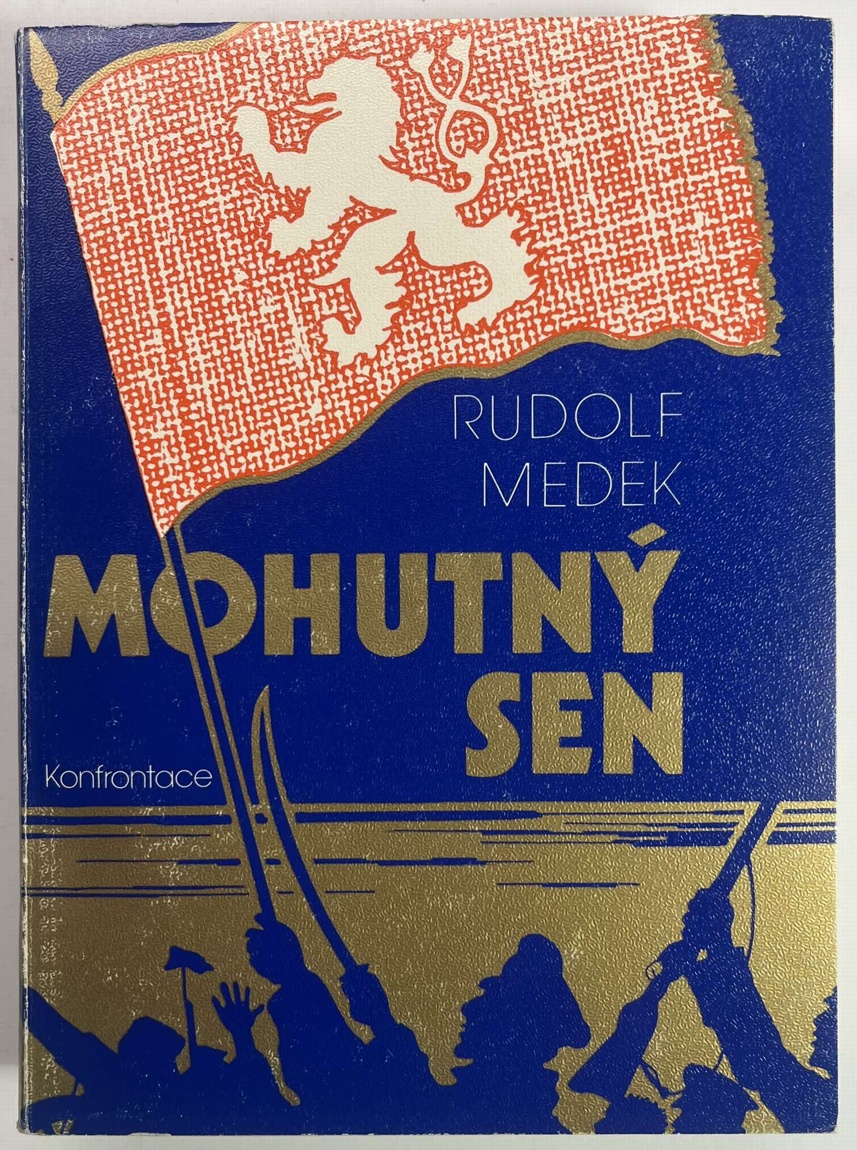 RUDOLF
MEDEK
MOHUTNÝ
SEN
Konfrontace